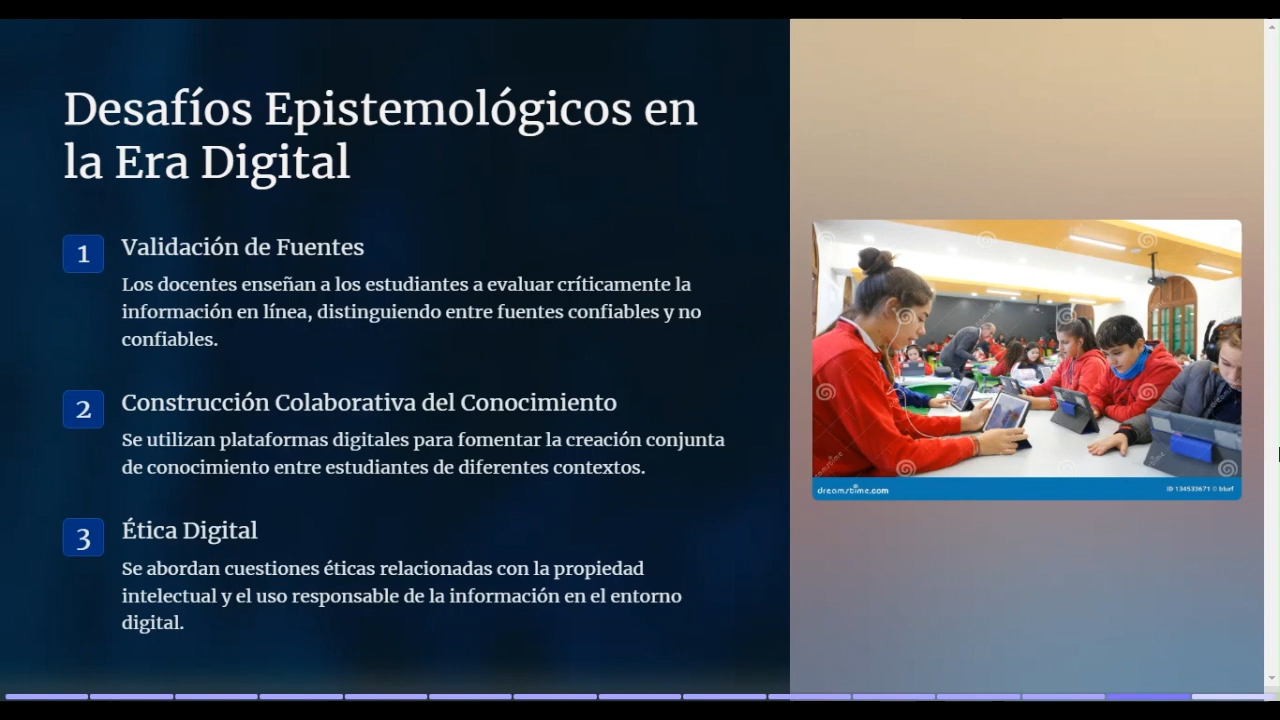 Desafíos Epistemológicos en
la Era Digital
1
Validación de Fuentes
Los docentes enseñan a los estudiantes a evaluar críticamente la
información en línea, distinguiendo entre fuentes confiables y no
confiables.
2
Construcción Colaborativa del Conocimiento
Se utilizan plataformas digitales para fomentar la creación conjunta
de conocimiento entre estudiantes de diferentes contextos.
3
Ética Digital
Se abordan cuestiones éticas relacionadas con la propiedad
intelectual y el uso responsable de la información en el entorno
digital.
dreamstime.com
ID 134533671 © blurf